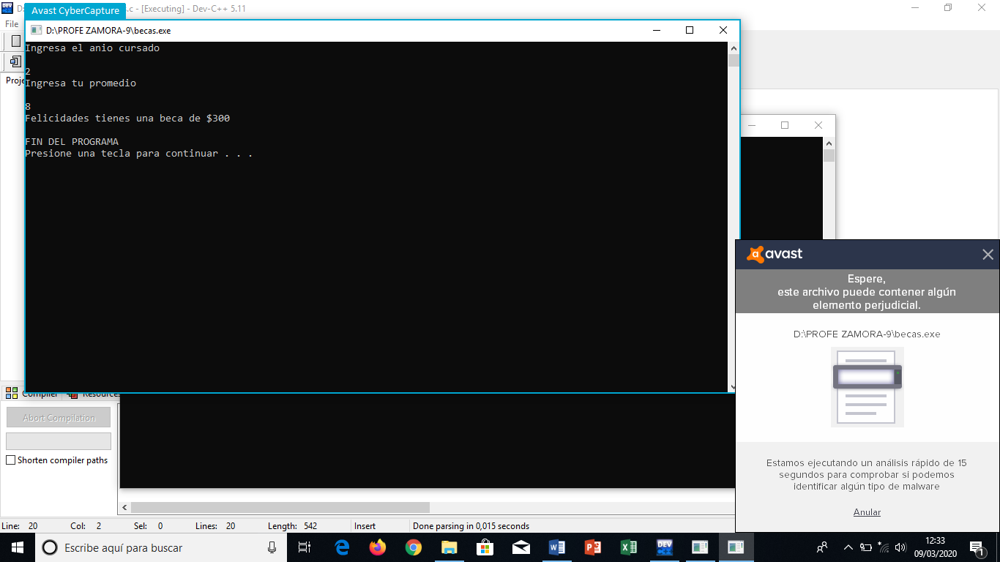 D:
.c - [Executing] - Dev-C++ 5.11
Avast CyberCapture
File
D:\PROFE ZAMORA-9\becas.exe
Ingresa el anio cursado
2
Ingresa tu promedio
8
Felicidades tienes una beca de $300
FIN DEL PROGRAMA
Presione una tecla para continuar . . .
avast
Espere,
este archivo puede contener algún
elemento perjudicial.
D:\PROFE ZAMORA-9\becas.exe
Estamos ejecutando un análisis rápido de 15
segundos para comprobar si podemos
identificar algún tipo de malware
Anular
Compiler
Resources
Abort Compilation
Shorten compiler paths
Line: 20 Col: 2 Sel: 0 Lines: 20 Length: 542 Insert Done parsing in 0,015 seconds
Escribe aquí para buscar
DEV
12:33
09/03/2020
1